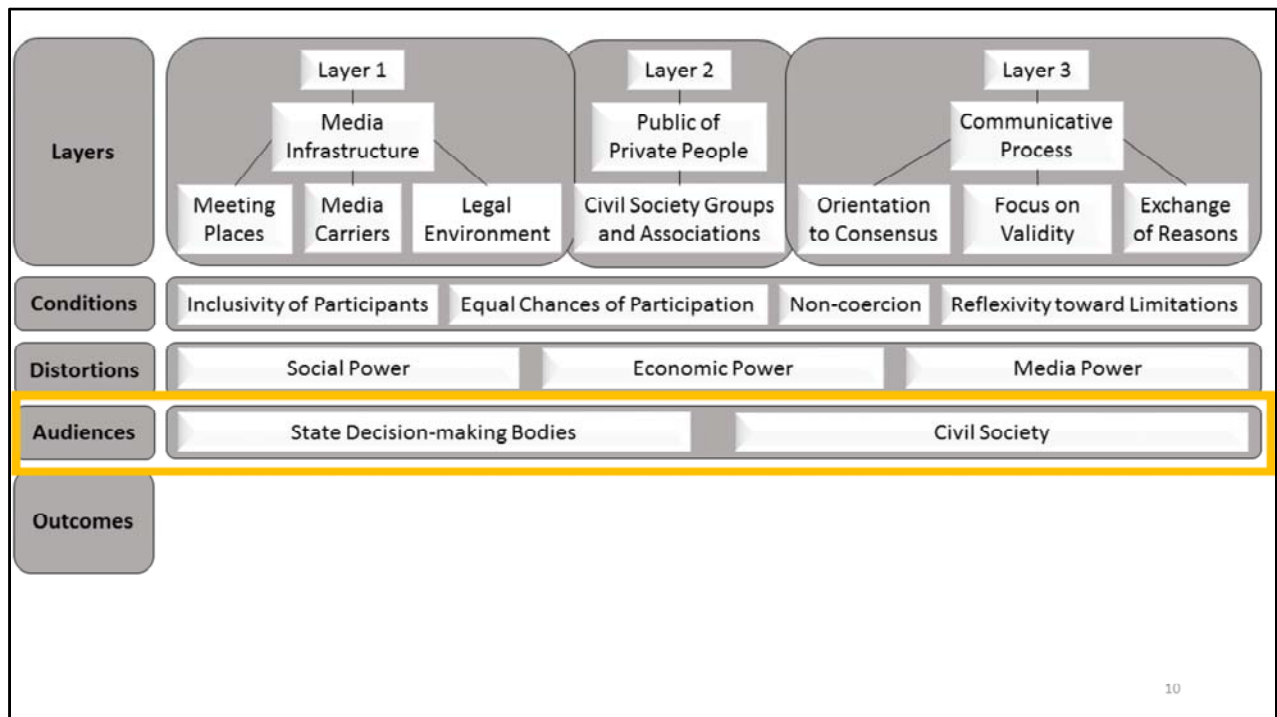 Layers
Layer 1
Media
Infrastructure
Meeting
Places
Media
Carriers
Legal
Environment
Layer 2
Public of
Private People
Civil Society Groups
and Associations
Layer 3
Communicative
Process
Orientation
to Consensus
Focus on
Validity
Exchange
of Reasons
Conditions
Inclusivity of Participants
Equal Chances of Participation
Non-coercion
Reflexivity toward Limitations
Distortions
Social Power
Economic Power
Media Power
Audiences
State Decision-making Bodies
Civil Society
Outcomes
10